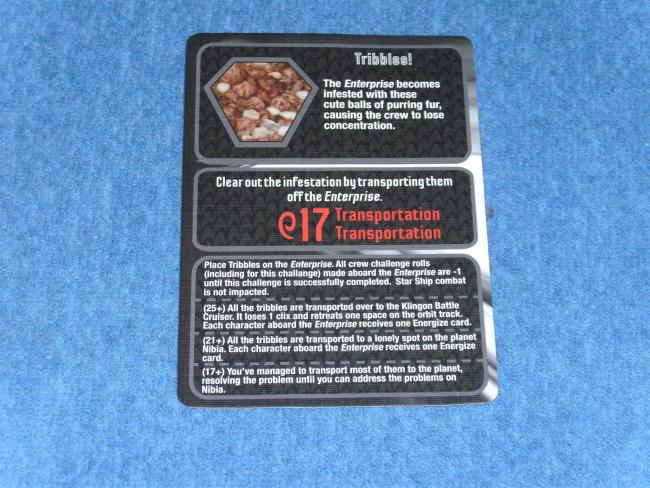 Tribbles!
The Enterprise becomes
infested with these
cute balls of purring fur,
causing the crew to lose
concentration.
Clear out the infestation by transporting them
off the Enterprise.
17 Transportation
Transportation
Place Tribbles on the Enterprise. All crew challenge rolls
(including for this challange) made aboard the Enterprise are -1
until this challenge is successfully completed. Star Ship combat
is not impacted.
(25+) All the tribbles are transported over to the Klingon Battle
Cruiser. It loses 1 clix and retreats one space on the orbit track.
Each character aboard the Enterprise receives one Energize card.
(21+) All the tribbles are transported to a lonely spot on the planet
Nibia. Each character aboard the Enterprise receives one Energize
card.
(17+) You've managed to transport most of them to the planet,
resolving the problem until you can address the problems on
Nibia.